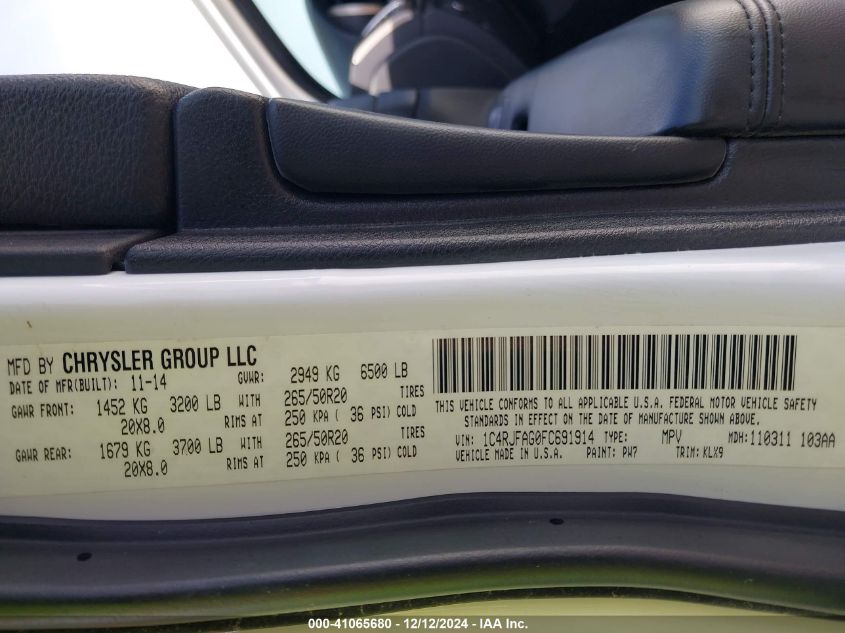 MFD BY CHRYSLER GROUP LLC
DATE OF MFR(BUILT): 11-14 GVWR: 2949 KG 6500 LB
GAWR FRONT: 1452 KG 3200 LB WITH 265/50R20 TIRES
20X8.0 RIMS AT 250 KPA ( 36 PSI) COLD
GAWR REAR: 1679 KG 3700 LB WITH 265/50R20 TIRES
20X8.0 RIMS AT 250 KPA ( 36 PSI) COLD
THIS VEHICLE CONFORMS TO ALL APPLICABLE U.S.A. FEDERAL MOTOR VEHICLE SAFETY
STANDARDS IN EFFECT ON THE DATE OF MANUFACTURE SHOWN ABOVE.
VIN: 1C4RJFAG0FC691914 TYPE: MPV MDH:110311 103AA
VEHICLE MADE IN U.S.A. PAINT: PW7 TRIM: KLX9
000-41065680 - 12/12/2024 - IAA Inc.